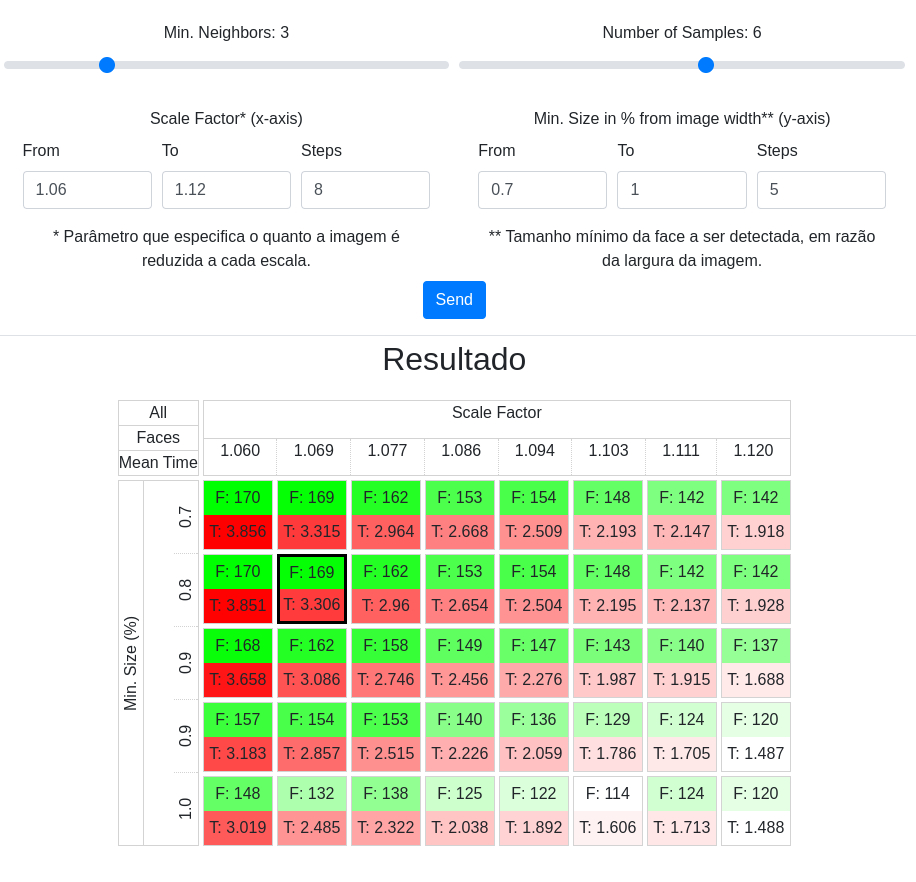 Min. Neighbors: 3
Number of Samples: 6
Scale Factor* (x-axis)
From To Steps
1.06 1.12 8
* Parâmetro que especifica o quanto a imagem é
reduzida a cada escala.
Min. Size in % from image width** (y-axis)
From To Steps
0.7 1 5
** Tamanho mínimo da face a ser detectada, em razão
da largura da imagem.
Send
Resultado
All
Faces
Mean Time
Scale Factor
1.060 1.069 1.077 1.086 1.094 1.103 1.111 1.120
Min. Size (%)
0.7
F: 170 F: 169 F: 162 F: 153 F: 154 F: 148 F: 142 F: 142
T: 3.856 T: 3.315 T: 2.964 T: 2.668 T: 2.509 T: 2.193 T: 2.147 T: 1.918
0.8
F: 170 F: 169 F: 162 F: 153 F: 154 F: 148 F: 142 F: 142
T: 3.851 T: 3.306 T: 2.96 T: 2.654 T: 2.504 T: 2.195 T: 2.137 T: 1.928
0.9
F: 168 F: 162 F: 158 F: 149 F: 147 F: 143 F: 140 F: 137
T: 3.658 T: 3.086 T: 2.746 T: 2.456 T: 2.276 T: 1.987 T: 1.915 T: 1.688
0.9
F: 157 F: 154 F: 153 F: 140 F: 136 F: 129 F: 124 F: 120
T: 3.183 T: 2.857 T: 2.515 T: 2.226 T: 2.059 T: 1.786 T: 1.705 T: 1.487
1.0
F: 148 F: 132 F: 138 F: 125 F: 122 F: 114 F: 124 F: 120
T: 3.019 T: 2.485 T: 2.322 T: 2.038 T: 1.892 T: 1.606 T: 1.713 T: 1.488